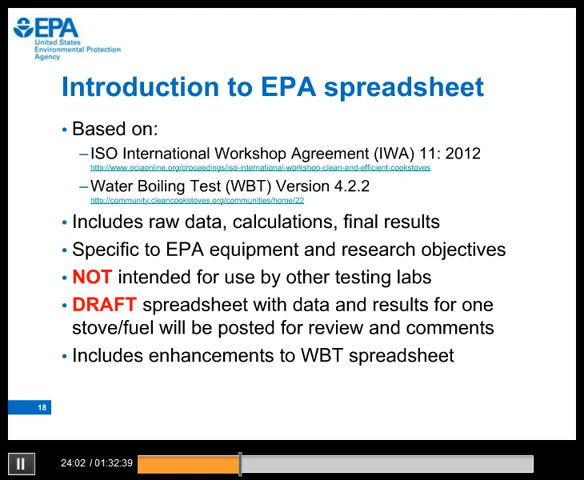 EPA
United States
Environmental Protection
Agency
Introduction to EPA spreadsheet
• Based on:
–ISO International Workshop Agreement (IWA) 11: 2012
http://www.pciaonline.org/proceedings/iso-international-workshop-clean-and-efficient-cookstoves
–Water Boiling Test (WBT) Version 4.2.2
http://community.cleancookstoves.org/communities/home/22
• Includes raw data, calculations, final results
• Specific to EPA equipment and research objectives
• NOT intended for use by other testing labs
• DRAFT spreadsheet with data and results for one
stove/fuel will be posted for review and comments
• Includes enhancements to WBT spreadsheet
18
24:02 / 01:32:39